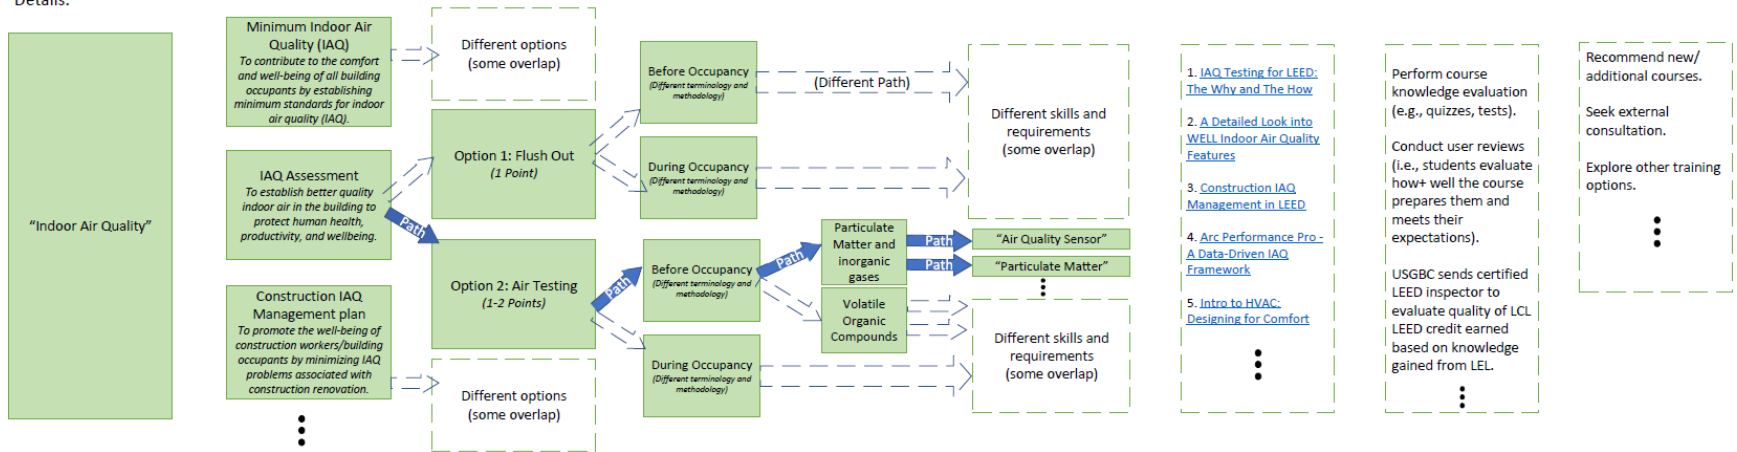 Details:
"Indoor Air Quality"
Minimum Indoor Air
Quality (IAQ)
To contribute to the comfort
and well-being of all building
occupants by establishing
minimum standards for indoor
air quality (IAQ).
IAQ Assessment
To establish better quality
indoor air in the building to
protect human health,
productivity, and wellbeing.
Construction IAQ
Management plan
To promote the well-being of
construction workers/building
occupants by minimizing IAQ
problems associated with
construction renovation.
Path
Different options
(some overlap)
Option 1: Flush Out
(1 Point)
Option 2: Air Testing
(1-2 Points)
Different options
(some overlap)
Path
Before Occupancy
(Different terminology and
methodology)
During Occupancy
(Different terminology and
methodology)
Before Occupancy
(Different terminology and
methodology)
During Occupancy
(Different terminology and
methodology)
(Different Path)
Path
Particulate
Matter and
inorganic
gases
Volatile
Organic
Compounds
Path
Path
Different skills and
requirements
(some overlap)
"Air Quality Sensor"
"Particulate Matter"
Different skills and
requirements
(some overlap)
1. IAQ Testing for LEED:
The Why and The How
2. A Detailed Look into
WELL Indoor Air Quality
Features
3. Construction IAQ
Management in LEED
4. Arc Performance Pro -
A Data-Driven IAQ
Framework
5. Intro to HVAC:
Designing for Comfort
Perform course
knowledge evaluation
(e.g., quizzes, tests).
Conduct user reviews
(i.e., students evaluate
how+ well the course
prepares them and
meets their
expectations).
USGBC sends certified
LEED inspector to
evaluate quality of LCL
LEED credit earned
based on knowledge
gained from LEL.
Recommend new/
additional courses.
Seek external
consultation.
Explore other training
options.